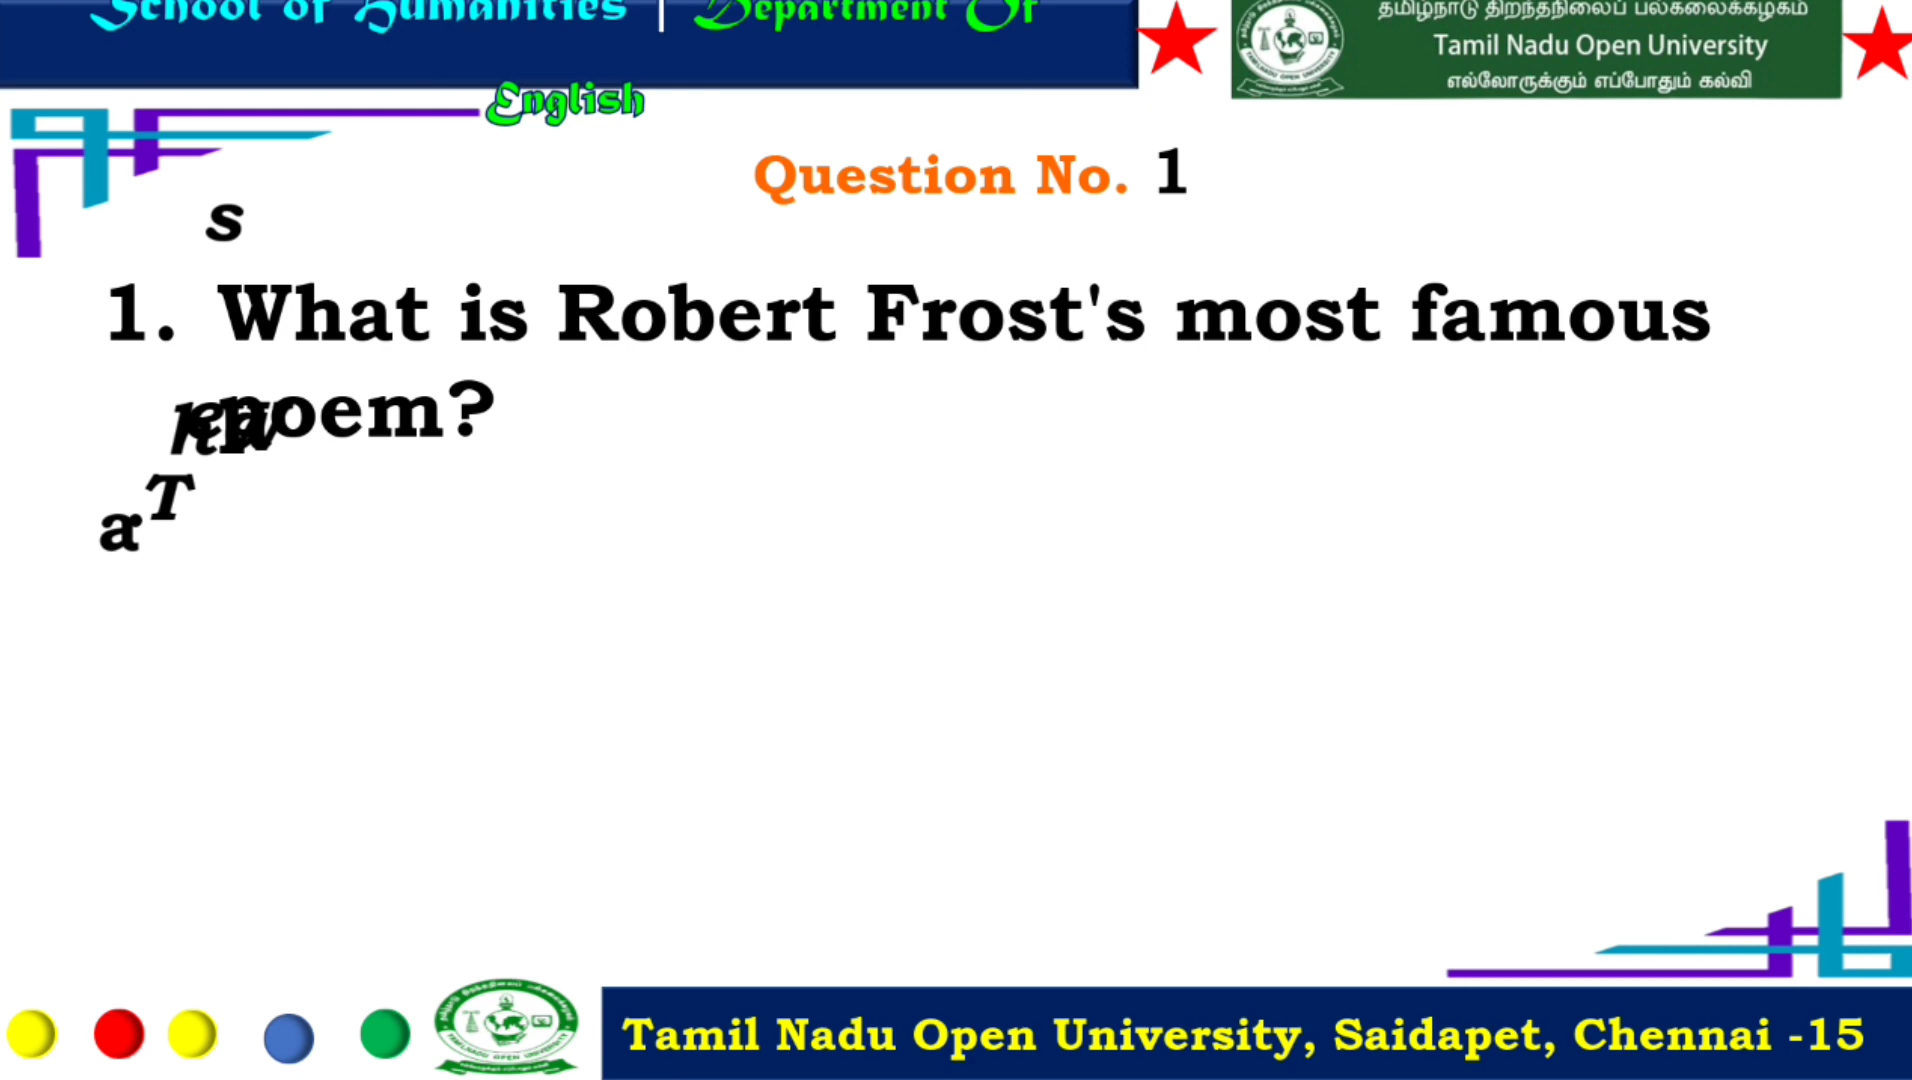 School of Humanities | Department Of
English
தமிழ்நாடு திறந்தநிலைப் பல்கலைக்கழகம்
Tamil Nadu Open University
எல்லோருக்கும் எப்போதும் கல்வி
Question No. 1
s
1. What is Robert Frost's most famous
poem?
T
Tamil Nadu Open University, Saidapet, Chennai -15